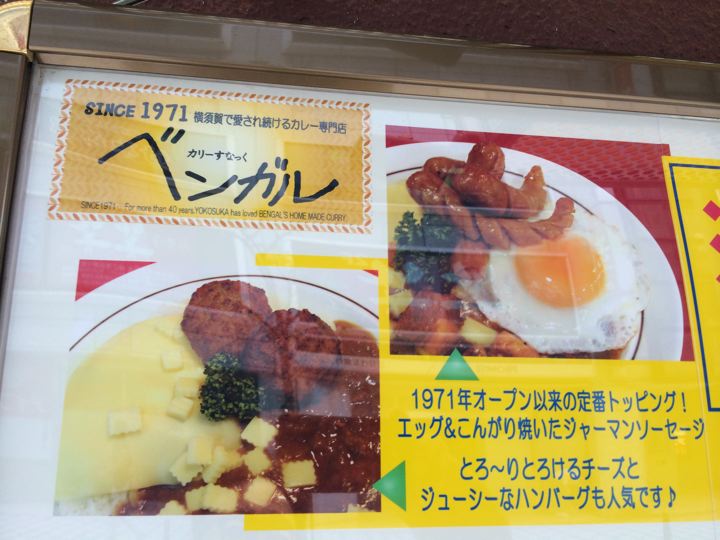 SINCE 1971 横須賀で愛され続けるカレー専門店
カリーすなっく
ベンガル
SINCE1971 For more than 40 years,YOKOSUKA has loved BENGAL'S HOME MADE CURRY
1971年オープン以来の定番トッピング!
エッグ&こんがり焼いたジャーマンソーセージ
とろ〜りとろけるチーズと
ジューシーなハンバーグも人気です♪